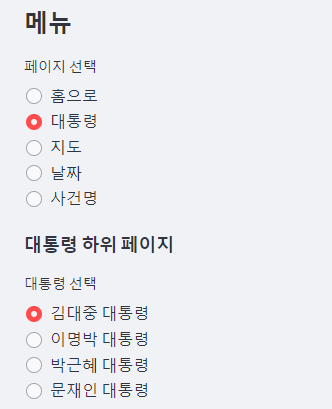 메뉴
페이지 선택
홈으로
대통령
지도
날짜
사건명
대통령 하위 페이지
대통령 선택
김대중 대통령
이명박 대통령
박근혜 대통령
문재인 대통령